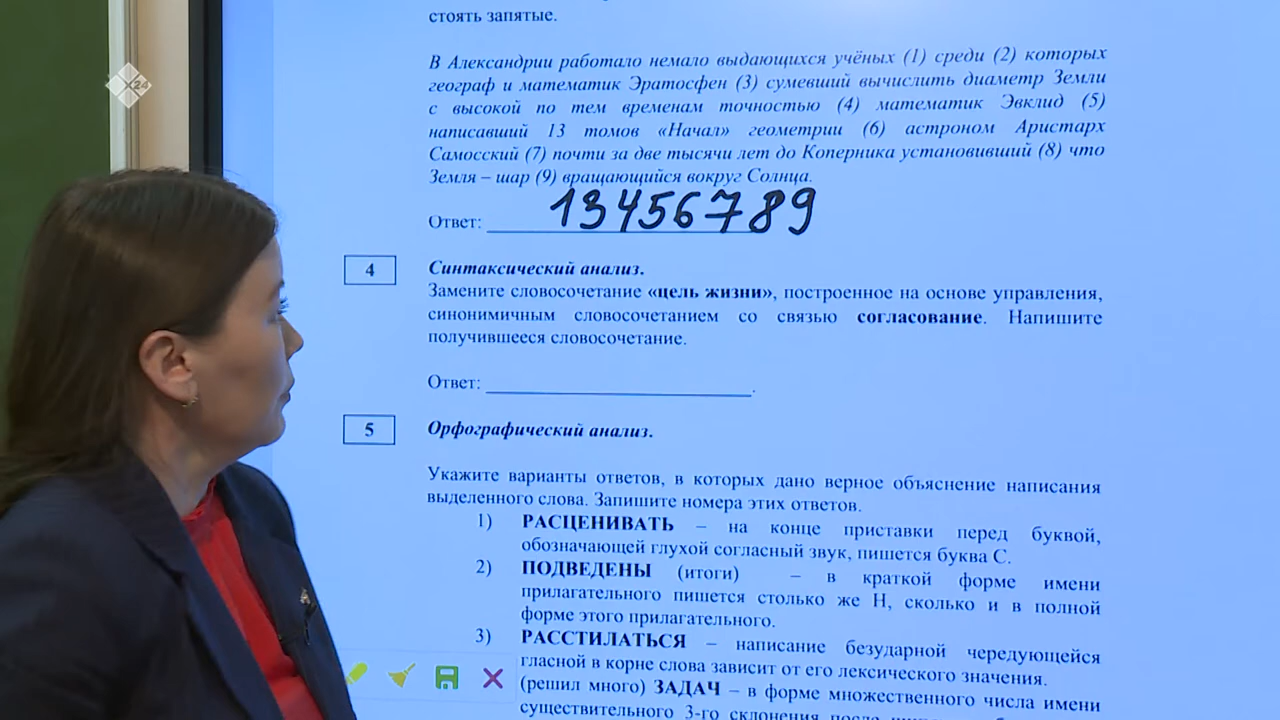 стоять запятые.
В Александрии работало немало выдающихся учёных (1) среди (2) которых
географ и математик Эратосфен (3) сумевший вычислить диаметр Земли
с высокой по тем временам точностью (4) математик Эвклид (5)
написавший 13 томов «Начал» геометрии (6) астроном Аристарх
Самосский (7) почти за две тысячи лет до Коперника установивший (8) что
Земля – шар (9) вращающийся вокруг Солнца.
Ответ: 13456789
4 Синтаксический анализ.
Замените словосочетание «цель жизни», построенное на основе управления,
синонимичным словосочетанием со связью согласование. Напишите
получившееся словосочетание.
Ответ: .
5 Орфографический анализ.
Укажите варианты ответов, в которых дано верное объяснение написания
выделенного слова. Запишите номера этих ответов.
1) РАСЦЕНИВАТЬ – на конце приставки перед буквой,
обозначающей глухой согласный звук, пишется буква С.
2) ПОДВЕДЕНЫ (итоги) – в краткой форме имени
прилагательного пишется столько же Н, сколько и в полной
форме этого прилагательного.
3) РАССТИЛАТЬСЯ – написание безударной чередующейся
гласной в корне слова зависит от его лексического значения.
(решил много) ЗАДАЧ – в форме множественного числа имени
существительного 3-го склонения после